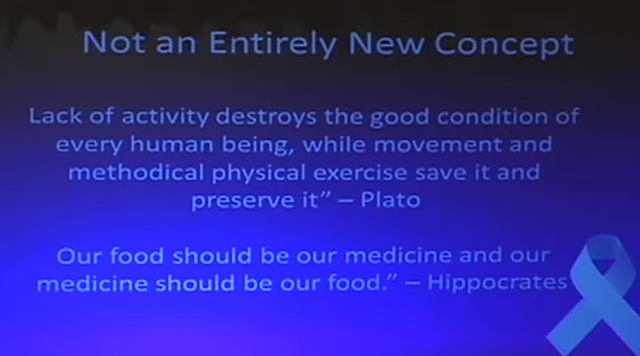 Not an Entirely New Concept
Lack of activity destroys the good condition of
every human being, while movement and
methodical physical exercise save it and
preserve it” – Plato
Our food should be our medicine and our
medicine should be our food.” – Hippocrates